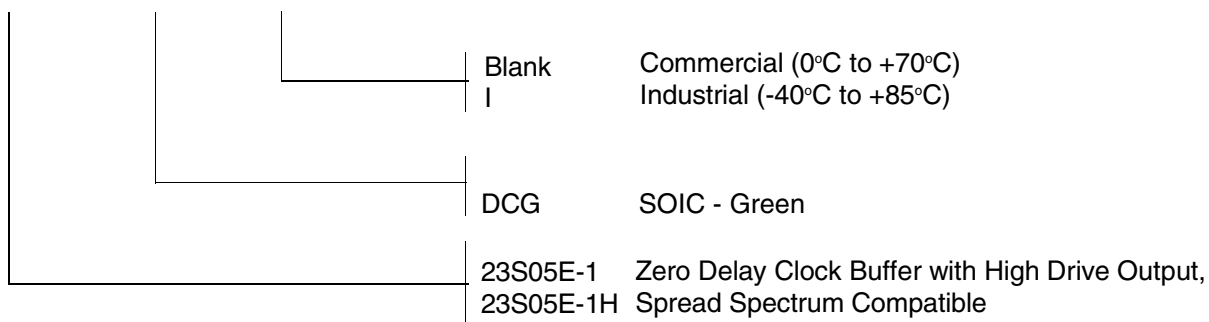 Blank Commercial (0°C to +70°C)
I Industrial (-40°C to +85°C)
DCG SOIC - Green
23S05E-1 Zero Delay Clock Buffer with High Drive Output,
23S05E-1H Spread Spectrum Compatible